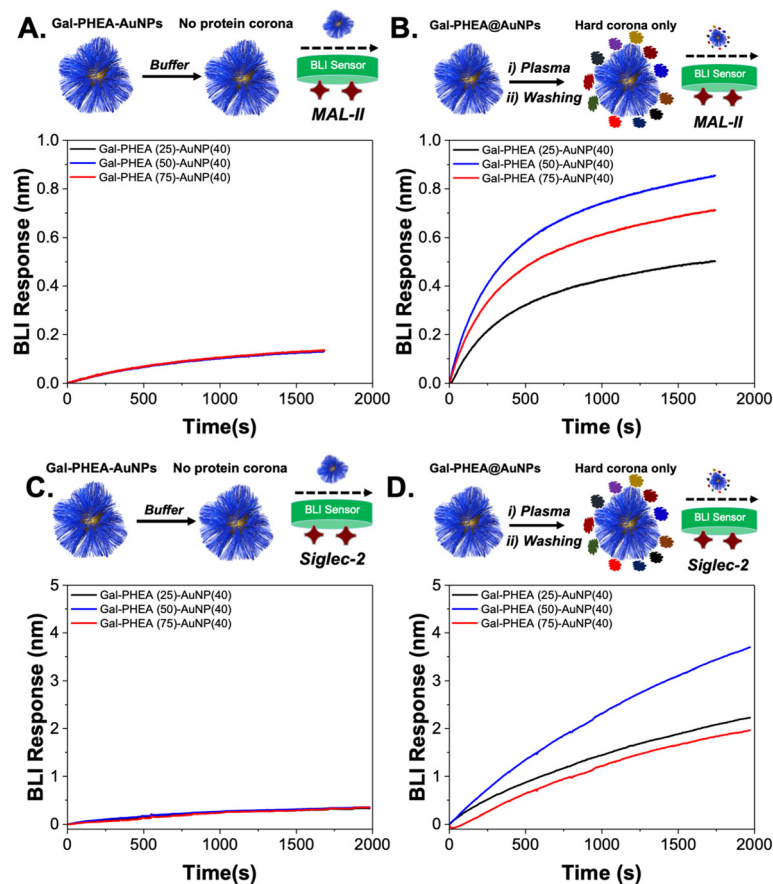 A.
Gal-PHEA-AuNPs
No protein corona
Buffer
BLI Sensor
MAL-II
Gal-PHEA (25)-AuNP(40)
Gal-PHEA (50)-AuNP(40)
Gal-PHEA (75)-AuNP(40)
BLI Response (nm)
1.0
0.8
0.6
0.4
0.2
0.0
0 500 1000 1500 2000
Time(s)
B.
Gal-PHEA@AuNPs
Hard corona only
i) Plasma
ii) Washing
BLI Sensor
MAL-II
Gal-PHEA (25)-AuNP(40)
Gal-PHEA (50)-AuNP(40)
Gal-PHEA (75)-AuNP(40)
BLI Response (nm)
1.0
0.8
0.6
0.4
0.2
0.0
0 500 1000 1500 2000
Time (s)
C.
Gal-PHEA-AuNPs
No protein corona
Buffer
BLI Sensor
Siglec-2
Gal-PHEA (25)-AuNP(40)
Gal-PHEA (50)-AuNP(40)
Gal-PHEA (75)-AuNP(40)
BLI Response (nm)
5
4
3
2
1
0
0 500 1000 1500 2000
Time(s)
D.
Gal-PHEA@AuNPs
Hard corona only
i) Plasma
ii) Washing
BLI Sensor
Siglec-2
Gal-PHEA (25)-AuNP(40)
Gal-PHEA (50)-AuNP(40)
Gal-PHEA (75)-AuNP(40)
BLI Response (nm)
5
4
3
2
1
0
0 500 1000 1500 2000
Time (s)